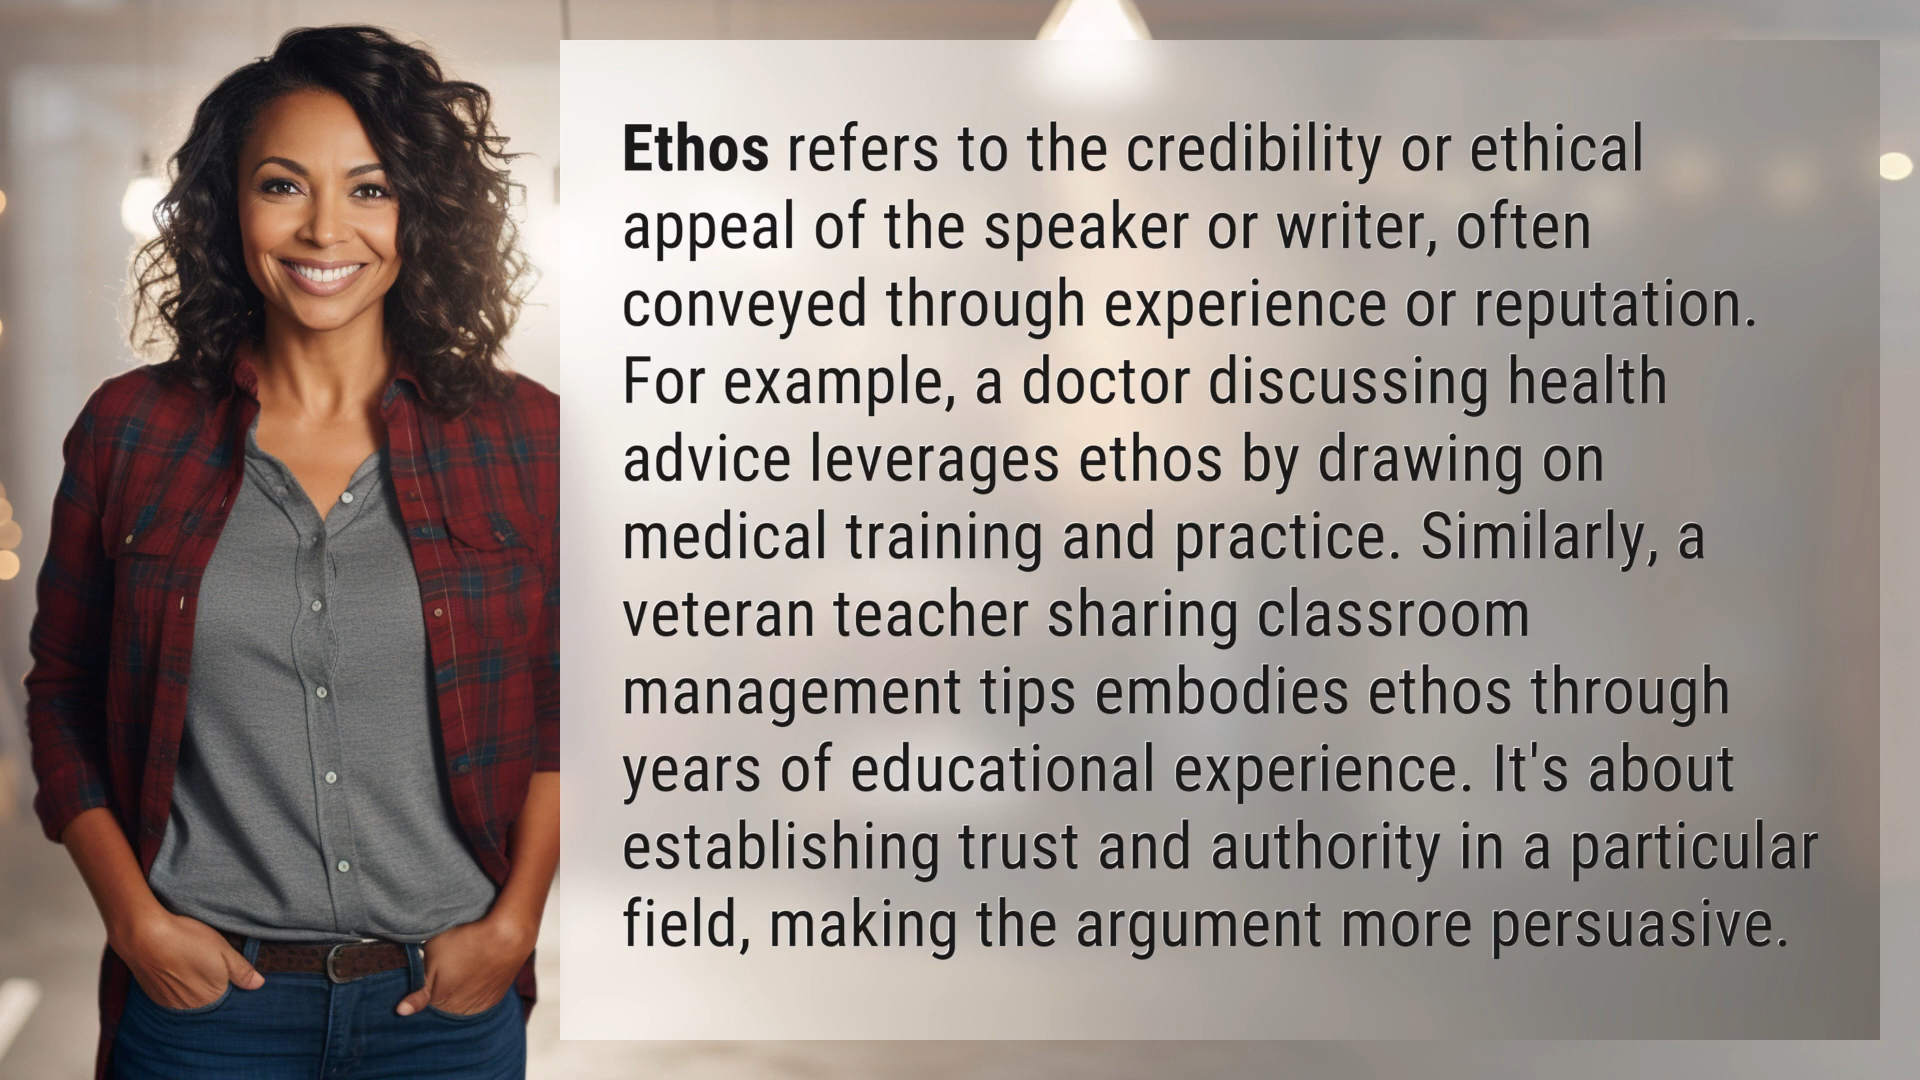 Ethos refers to the credibility or ethical
appeal of the speaker or writer, often
conveyed through experience or reputation.
For example, a doctor discussing health
advice leverages ethos by drawing on
medical training and practice. Similarly, a
veteran teacher sharing classroom
management tips embodies ethos through
years of educational experience. It's about
establishing trust and authority in a particular
field, making the argument more persuasive.